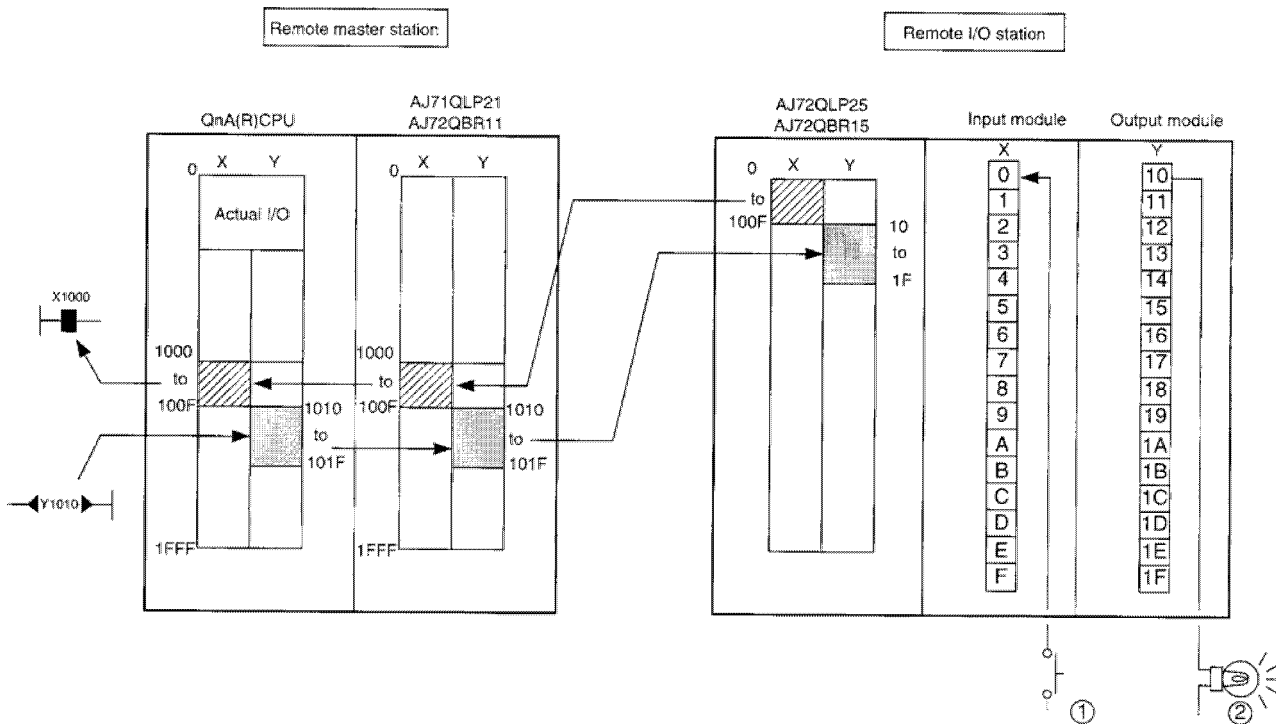 Remote master station
Remote I/O station
QnA(R)CPU
AJ71QLP21
AJ72QBR11
0
X
Y
Actual I/O
1000
to
100F
1010
to
101F
1FFF
0
X
Y
1000
to
100F
1010
to
101F
1FFF
X1000
Y1010
AJ72QLP25
AJ72QBR15
0
X
Y
to
100F
10
to
1F
Input module
X
0
1
2
3
4
5
6
7
8
9
A
B
C
D
E
F
Output module
Y
10
11
12
13
14
15
16
17
18
19
1A
1B
1C
1D
1E
1F
①
②